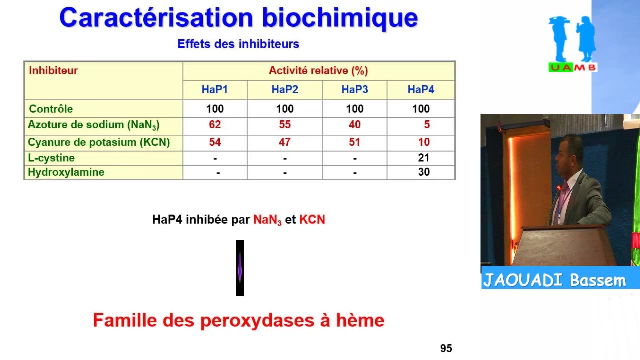 Caractérisation biochimique
Effets des inhibiteurs
Inhibiteur Activité relative (%)
HaP1 HaP2 HaP3 HaP4
Contrôle 100 100 100 100
Azoture de sodium (NaN3) 62 55 40 5
Cyanure de potasium (KCN) 54 47 51 10
L-cystine - - - 21
Hydroxylamine - - - 30
HaP4 inhibée par NaN3 et KCN
Famille des peroxydases à hème
95
UAMB
JAOUADI Bassem